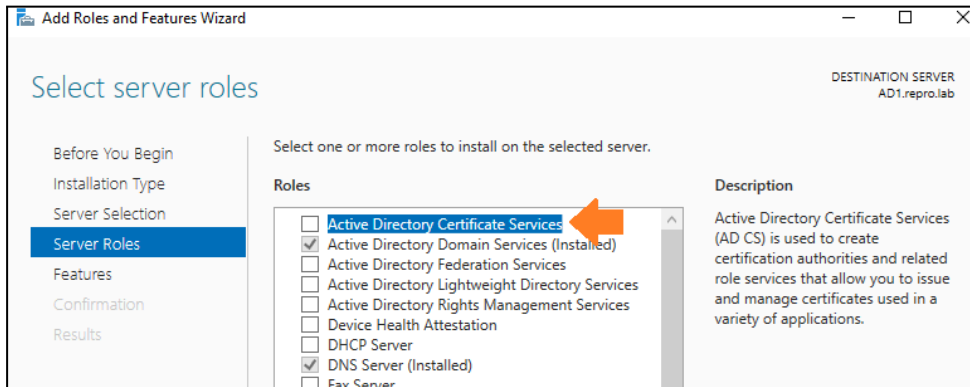 Add Roles and Features Wizard
Select server roles
DESTINATION SERVER
AD1.repro.lab
Before You Begin
Installation Type
Server Selection
Server Roles
Features
Confirmation
Results
Select one or more roles to install on the selected server.
Roles
Active Directory Certificate Services
Active Directory Domain Services (Installed)
Active Directory Federation Services
Active Directory Lightweight Directory Services
Active Directory Rights Management Services
Device Health Attestation
DHCP Server
DNS Server (Installed)
Fax Server
Description
Active Directory Certificate Services
(AD CS) is used to create
certification authorities and related
role services that allow you to issue
and manage certificates used in a
variety of applications.